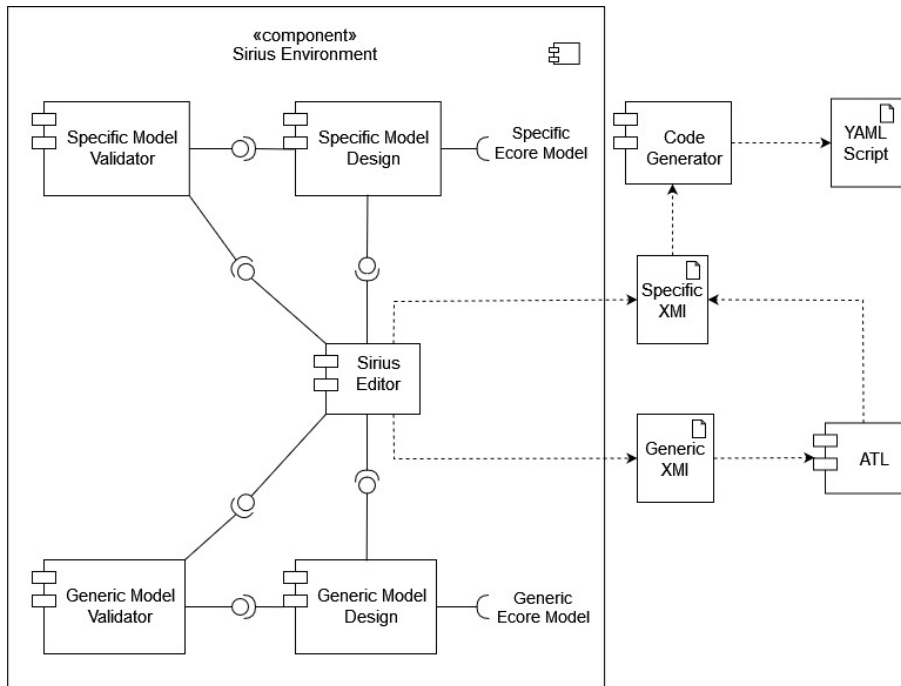 «component»
Sirius Environment
Specific Model
Validator
Specific Model
Design
Specific
Ecore Model
Code
Generator
YAML
Script
Specific
XMI
Sirius
Editor
Generic
XMI
ATL
Generic Model
Validator
Generic Model
Design
Generic
Ecore Model